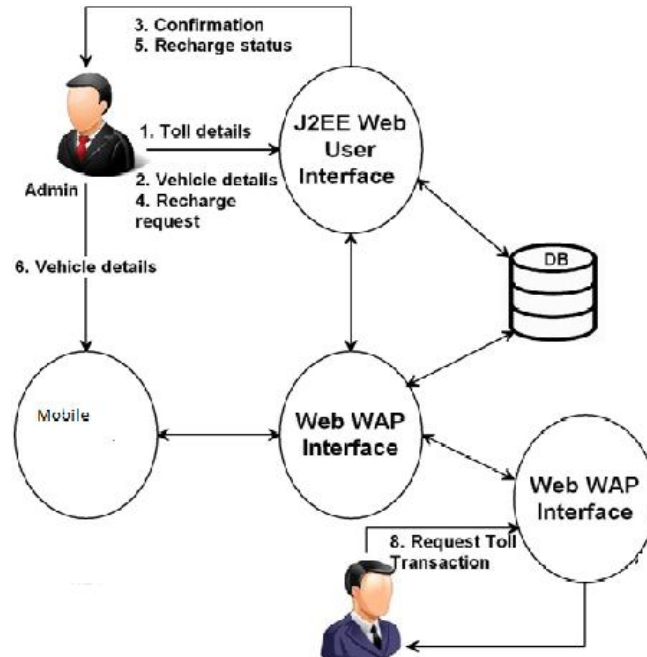 3. Confirmation
5. Recharge status
J2EE Web
User
Interface
1. Toll details
Admin
2. Vehicle details
4. Recharge
request
6. Vehicle details
DB
Mobile
Web WAP
Interface
Web WAP
Interface
8. Request Toll
Transaction